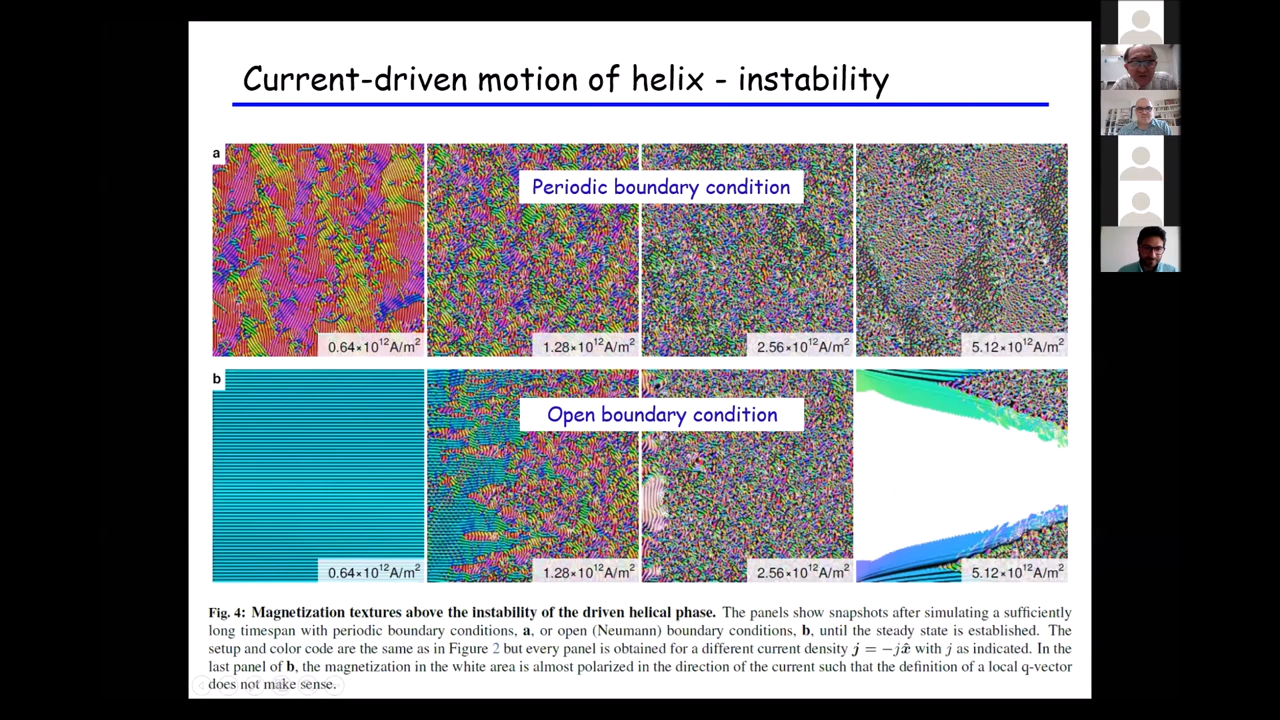 Current-driven motion of helix - instability
a
Periodic boundary condition
0.64×10¹²A/m²
1.28×10¹²A/m²
2.56×10¹²A/m²
5.12×10¹²A/m²
b
Open boundary condition
0.64×10¹²A/m²
1.28×10¹²A/m²
2.56×10¹²A/m²
5.12×10¹²A/m²
Fig. 4: Magnetization textures above the instability of the driven helical phase. The panels show snapshots after simulating a sufficiently
long timespan with periodic boundary conditions, a, or open (Neumann) boundary conditions, b, until the steady state is established. The
setup and color code are the same as in Figure 2 but every panel is obtained for a different current density j = −jx̂ with j as indicated. In the
last panel of b, the magnetization in the white area is almost polarized in the direction of the current such that the definition of a local q-vector
does not make sense.